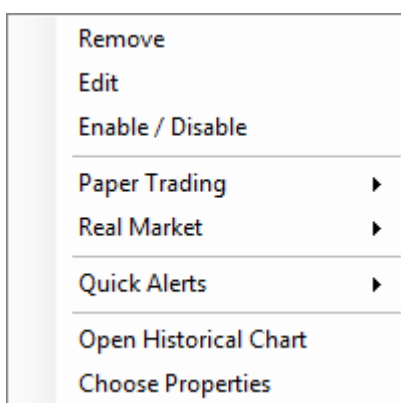 Remove
Edit
Enable / Disable
Paper Trading
Real Market
Quick Alerts
Open Historical Chart
Choose Properties